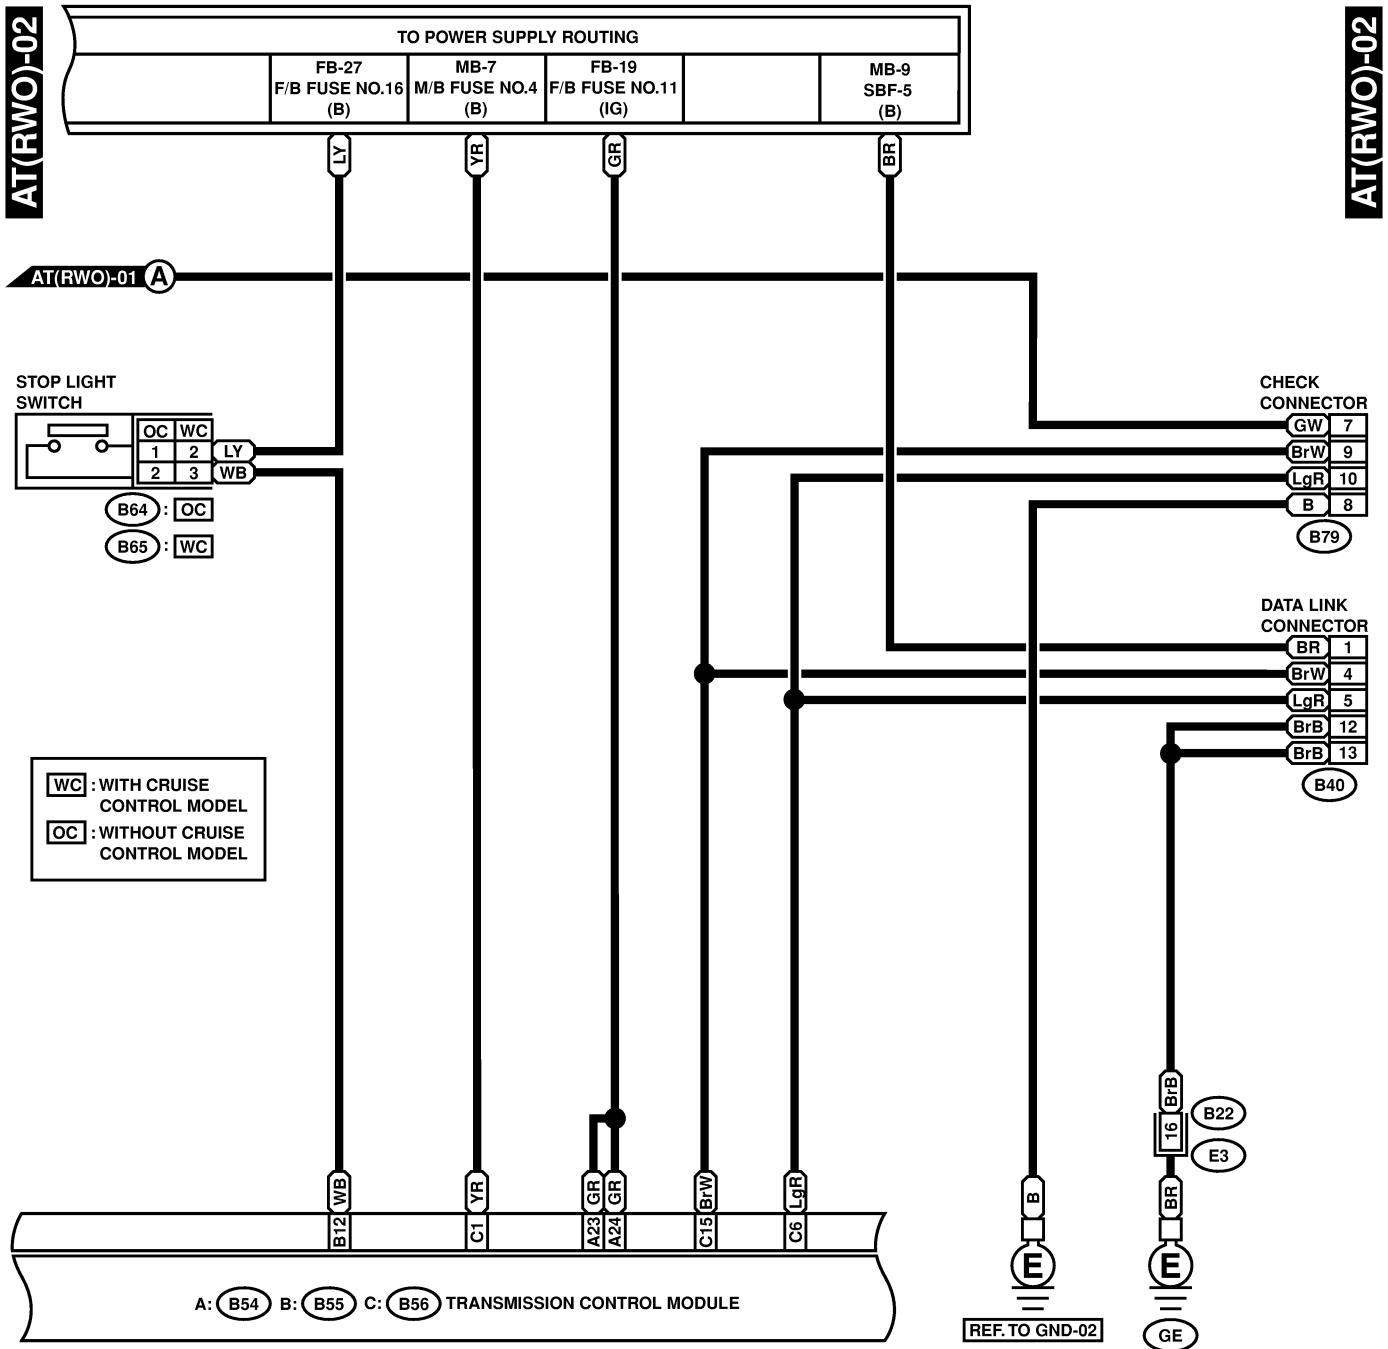 AT(RWO)-02
AT(RWO)-02
TO POWER SUPPLY ROUTING
FB-27
F/B FUSE NO.16
(B)
MB-7
M/B FUSE NO.4
(B)
FB-19
F/B FUSE NO.11
(IG)
MB-9
SBF-5
(B)
LY
YR
GR
BR
AT(RWO)-01 A
STOP LIGHT
SWITCH
OC WC
1 2 LY
2 3 WB
B64 : OC
B65 : WC
CHECK
CONNECTOR
GW 7
BrW 9
LgR 10
B 8
B79
DATA LINK
CONNECTOR
BR 1
BrW 4
LgR 5
BrB 12
BrB 13
B40
WC : WITH CRUISE
CONTROL MODEL
OC : WITHOUT CRUISE
CONTROL MODEL
BrB
16
B22
E3
BR
E
GE
B
E
REF. TO GND-02
WB
B12
YR
C1
GR
A23
GR
A24
BrW
C15
LgR
C6
A: B54 B: B55 C: B56 TRANSMISSION CONTROL MODULE